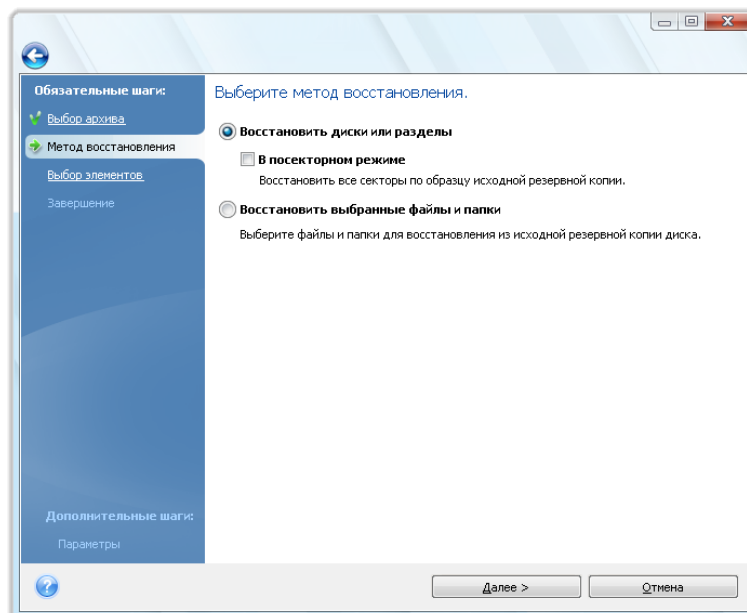 Обязательные шаги:
Выбор архива
Метод восстановления
Выбор элементов
Завершение
Дополнительные шаги:
Параметры
Выберите метод восстановления.
Восстановить диски или разделы
В посекторном режиме
Восстановить все секторы по образцу исходной резервной копии.
Восстановить выбранные файлы и папки
Выберите файлы и папки для восстановления из исходной резервной копии диска.
Далее >
Отмена